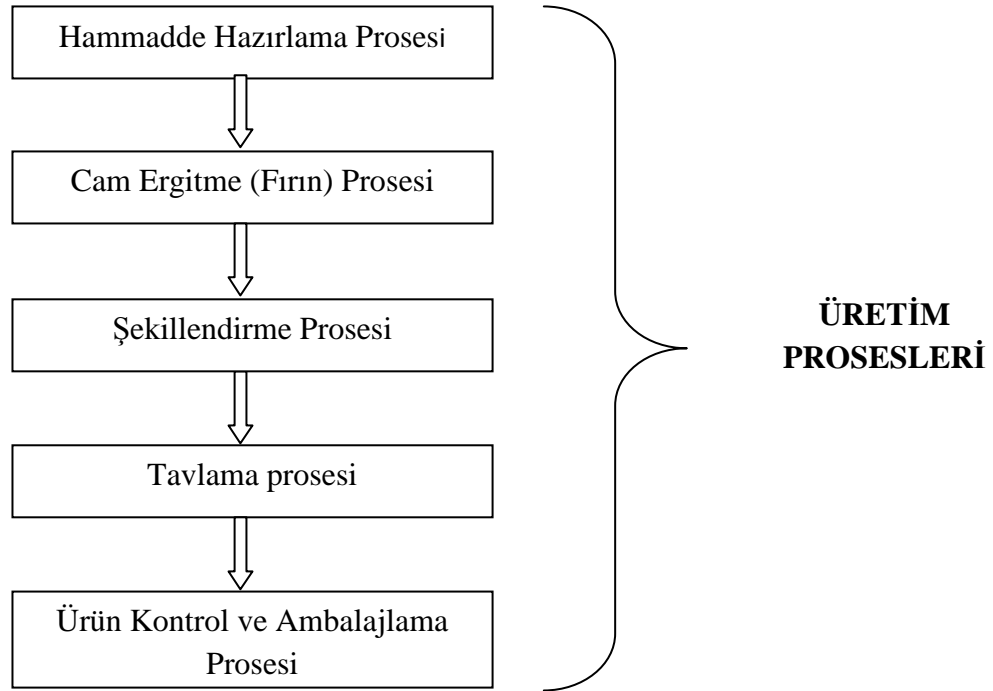 Hammadde Hazırlama Prosesi
Cam Ergitme (Fırın) Prosesi
Şekillendirme Prosesi
Tavlama prosesi
Ürün Kontrol ve Ambalajlama
Prosesi
ÜRETİM
PROSESLERİ